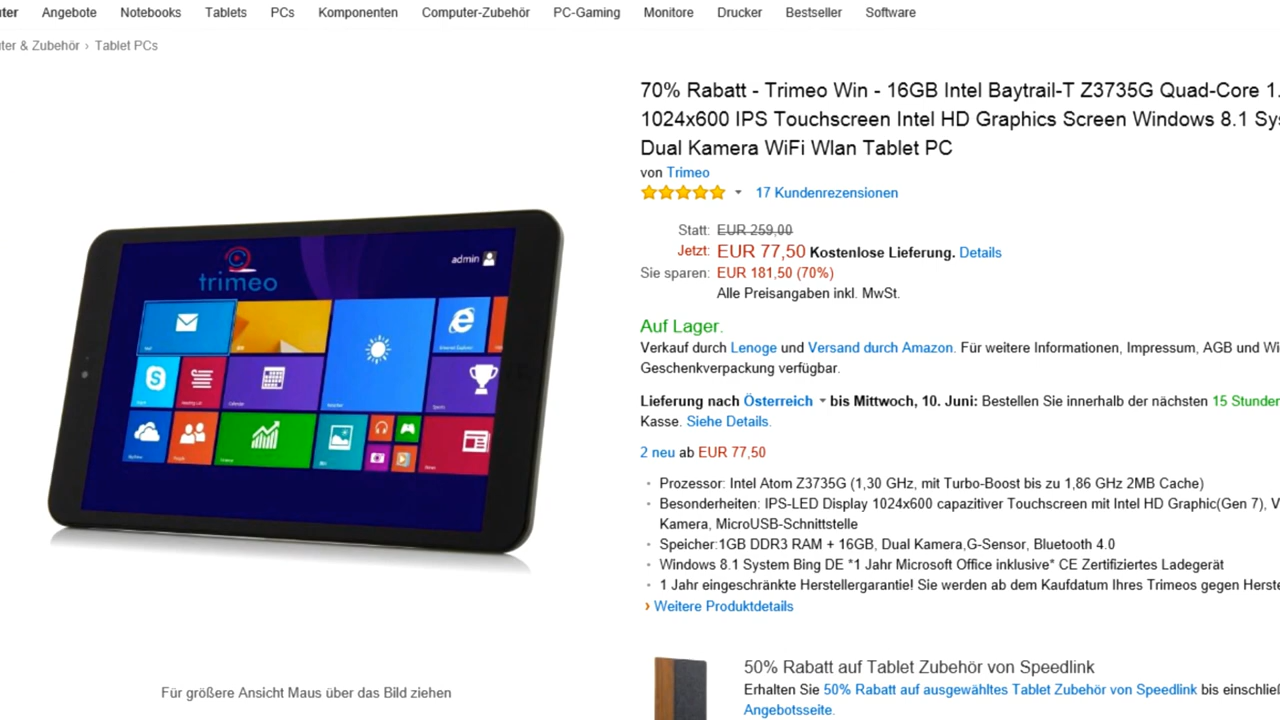 ter Angebote Notebooks Tablets PCs Komponenten Computer-Zubehör PC-Gaming Monitore Drucker Bestseller Software
ter & Zubehör › Tablet PCs
70% Rabatt - Trimeo Win - 16GB Intel Baytrail-T Z3735G Quad-Core 1.
1024x600 IPS Touchscreen Intel HD Graphics Screen Windows 8.1 Sys
Dual Kamera WiFi Wlan Tablet PC
von Trimeo
17 Kundenrezensionen
Statt: EUR 259,00
Jetzt: EUR 77,50 Kostenlose Lieferung. Details
Sie sparen: EUR 181,50 (70%)
Alle Preisangaben inkl. MwSt.
Auf Lager.
Verkauf durch Lenoge und Versand durch Amazon. Für weitere Informationen, Impressum, AGB und Wi
Geschenkverpackung verfügbar.
Lieferung nach Österreich bis Mittwoch, 10. Juni: Bestellen Sie innerhalb der nächsten 15 Stunden
Kasse. Siehe Details.
2 neu ab EUR 77,50
• Prozessor: Intel Atom Z3735G (1,30 GHz, mit Turbo-Boost bis zu 1,86 GHz 2MB Cache)
• Besonderheiten: IPS-LED Display 1024x600 capazitiver Touchscreen mit Intel HD Graphic(Gen 7), V
Kamera, MicroUSB-Schnittstelle
• Speicher:1GB DDR3 RAM + 16GB, Dual Kamera,G-Sensor, Bluetooth 4.0
• Windows 8.1 System Bing DE *1 Jahr Microsoft Office inklusive* CE Zertifiziertes Ladegerät
• 1 Jahr eingeschränkte Herstellergarantie! Sie werden ab dem Kaufdatum Ihres Trimeos gegen Herste
› Weitere Produktdetails
50% Rabatt auf Tablet Zubehör von Speedlink
Erhalten Sie 50% Rabatt auf ausgewähltes Tablet Zubehör von Speedlink bis einschließ
Angebotsseite.
trimeo
admin
Internet Explorer
Calendar
Für größere Ansicht Maus über das Bild ziehen